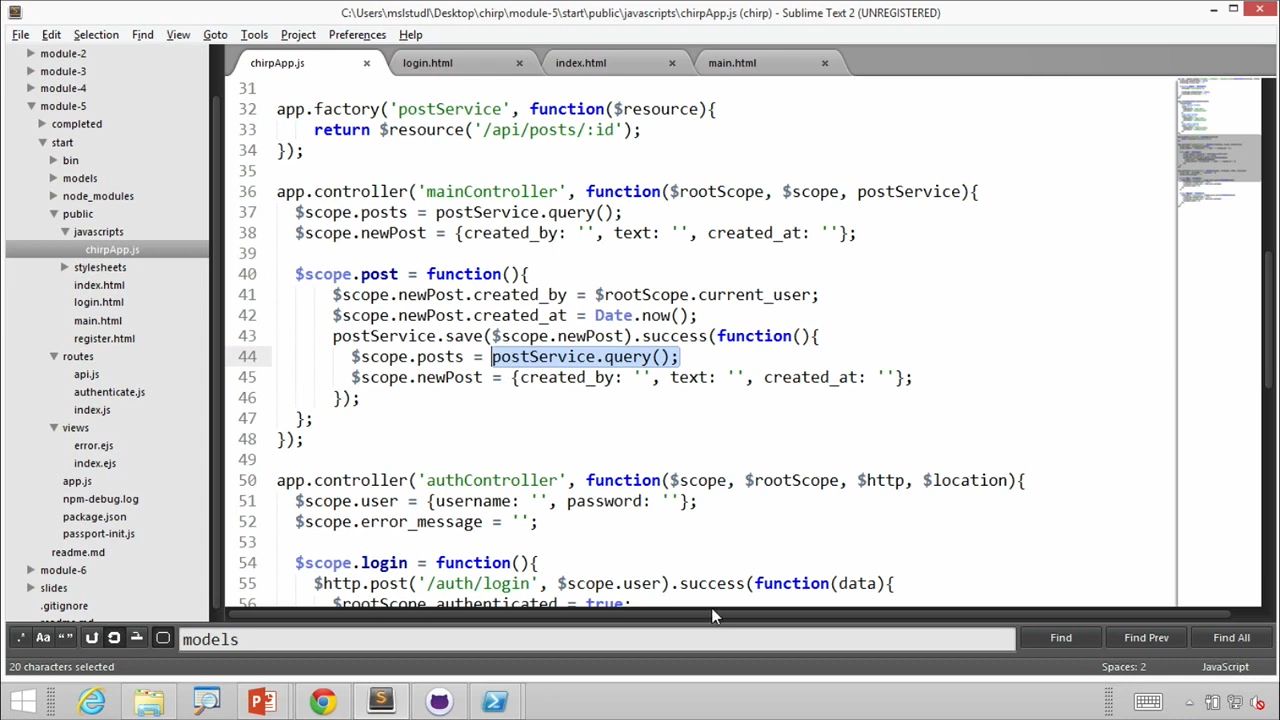 C:\Users\mslstudl\Desktop\chirp\module-5\start\public\javascripts\chirpApp.js (chirp) - Sublime Text 2 (UNREGISTERED)
File Edit Selection Find View Goto Tools Project Preferences Help
module-2
module-3
module-4
module-5
completed
start
bin
models
node_modules
public
javascripts
chirpApp.js
stylesheets
index.html
login.html
main.html
register.html
routes
api.js
authenticate.js
index.js
views
error.ejs
index.ejs
app.js
npm-debug.log
package.json
passport-init.js
readme.md
module-6
slides
.gitignore
readme.md
chirpApp.js login.html index.html main.html
31
32 app.factory('postService', function($resource){
33 return $resource('/api/posts/:id');
34 });
35
36 app.controller('mainController', function($rootScope, $scope, postService){
37 $scope.posts = postService.query();
38 $scope.newPost = {created_by: '', text: '', created_at: ''};
39
40 $scope.post = function(){
41 $scope.newPost.created_by = $rootScope.current_user;
42 $scope.newPost.created_at = Date.now();
43 postService.save($scope.newPost).success(function(){
44 $scope.posts = postService.query();
45 $scope.newPost = {created_by: '', text: '', created_at: ''};
46 });
47 };
48 });
49
50 app.controller('authController', function($scope, $rootScope, $http, $location){
51 $scope.user = {username: '', password: ''};
52 $scope.error_message = '';
53
54 $scope.login = function(){
55 $http.post('/auth/login', $scope.user).success(function(data){
56 $rootScope.authenticated = true;
.* Aa “” models Find Find Prev Find All
20 characters selected Spaces: 2 JavaScript